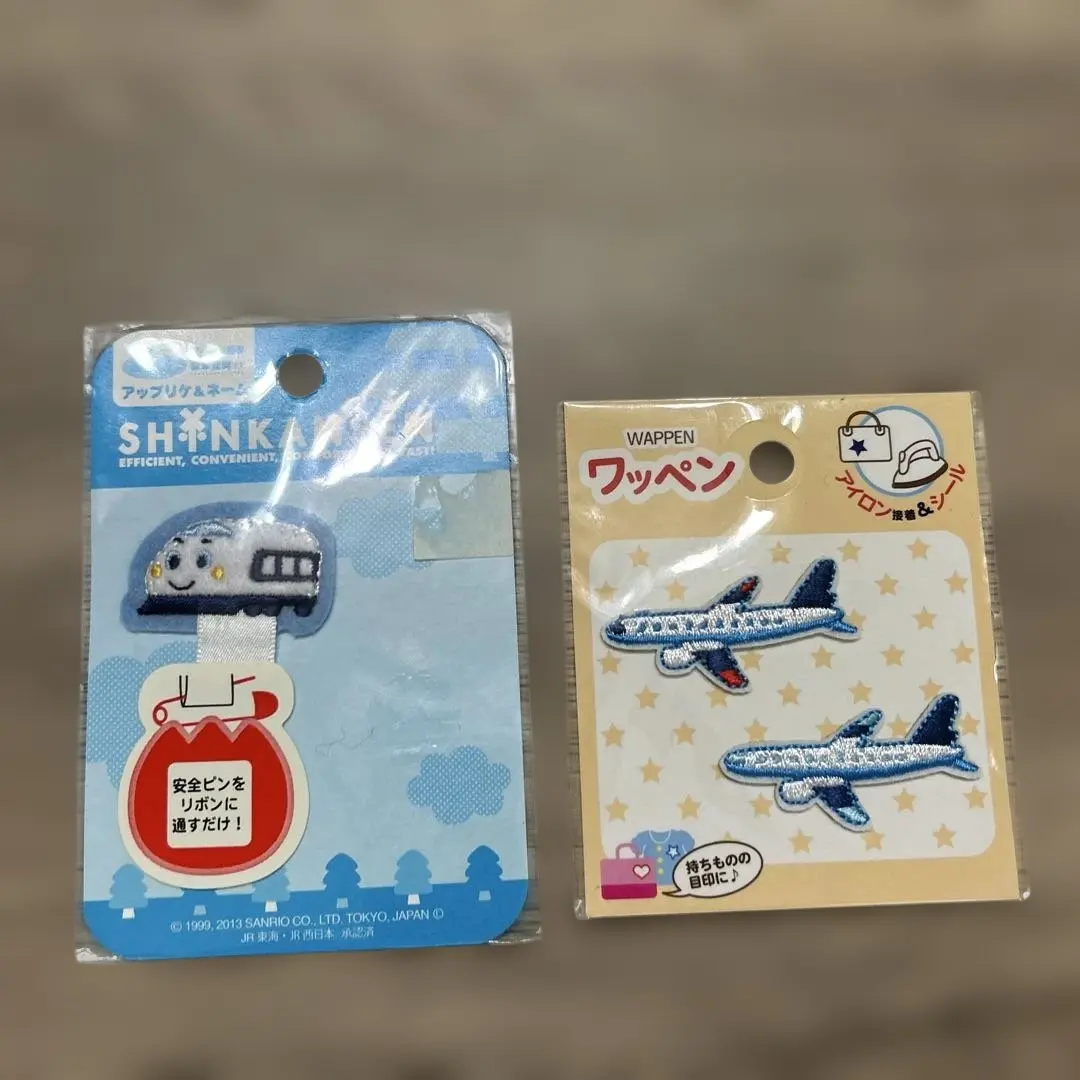 アップリケ&ネーム
SHINKANSEN
EFFICIENT, CONVENIENT, COMFORTABLE, FAST!
安全ピンを
リボンに
通すだけ!
© 1999, 2013 SANRIO CO., LTD. TOKYO, JAPAN Ⓒ
JR東海・JR西日本 承認済
WAPPEN
ワッペン
アイロン接着&シール
持ちものの
目印に♪